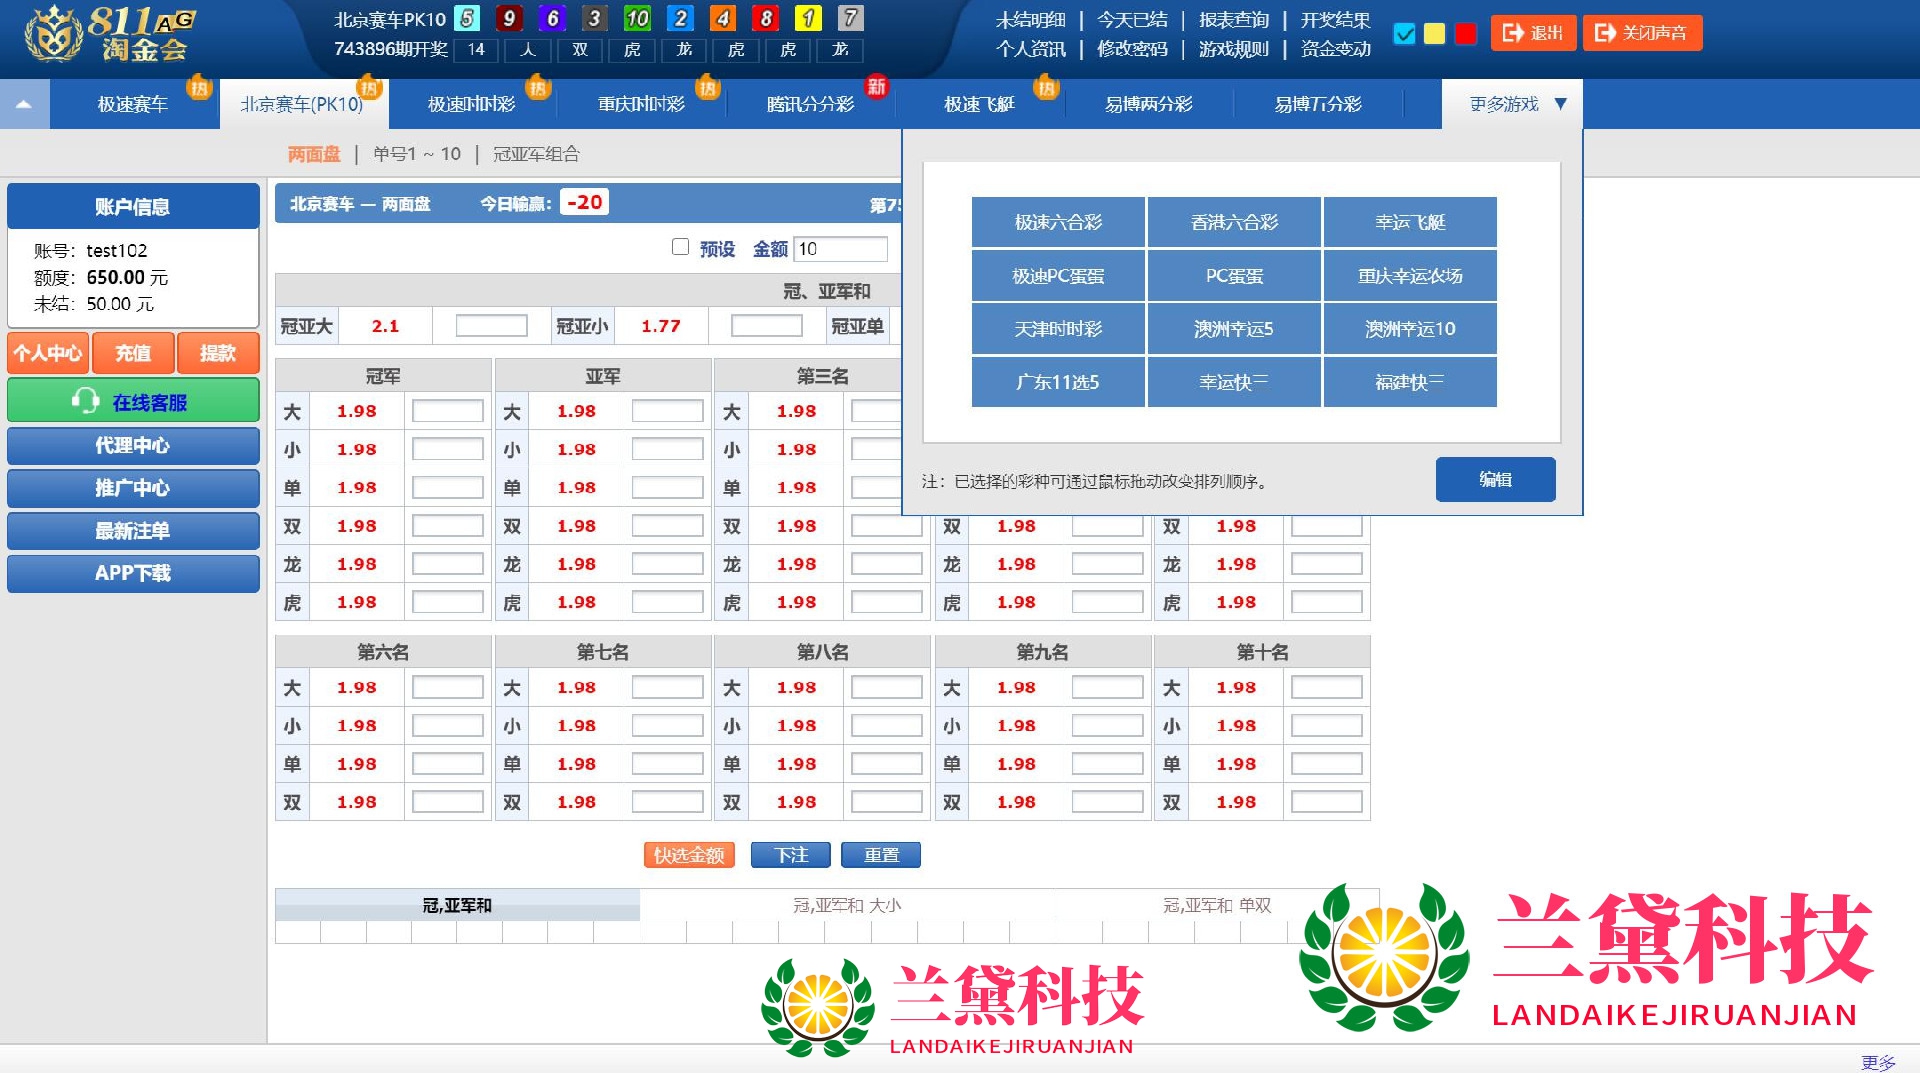 811AG
淘金会
北京赛车PK10 5 9 6 3 10 2 4 8 1 7
743896期开奖 14 大 双 虎 龙 虎 虎 龙
未结明细 | 今天已结 | 报表查询 | 开奖结果
个人资讯 | 修改密码 | 游戏规则 | 资金变动
退出 关闭声音
极速赛车 热 北京赛车(PK10) 热 极速时时彩 热 重庆时时彩 热 腾讯分分彩 新 极速飞艇 热 易博两分彩 易博五分彩 更多游戏 ▼
两面盘 | 单号1 ~ 10 | 冠亚军组合
账户信息
账号: test102
额度: 650.00 元
未结: 50.00 元
个人中心 充值 提款
在线客服
代理中心
推广中心
最新注单
APP下载
北京赛车 — 两面盘 今日输赢: -20
预设 金额 10
冠、亚军和
冠亚大 2.1 冠亚小 1.77 冠亚单
极速六合彩 香港六合彩 幸运飞艇
极速PC蛋蛋 PC蛋蛋 重庆幸运农场
天津时时彩 澳洲幸运5 澳洲幸运10
广东11选5 幸运快三 福建快三
注: 已选择的彩种可通过鼠标拖动改变排列顺序。 编辑
冠军 亚军 第三名
大 1.98 大 1.98 大 1.98
小 1.98 小 1.98 小 1.98
单 1.98 单 1.98 单 1.98
双 1.98 双 1.98 双 1.98 双 1.98 双 1.98
龙 1.98 龙 1.98 龙 1.98 龙 1.98 龙 1.98
虎 1.98 虎 1.98 虎 1.98 虎 1.98 虎 1.98
第六名 第七名 第八名 第九名 第十名
大 1.98 大 1.98 大 1.98 大 1.98 大 1.98
小 1.98 小 1.98 小 1.98 小 1.98 小 1.98
单 1.98 单 1.98 单 1.98 单 1.98 单 1.98
双 1.98 双 1.98 双 1.98 双 1.98 双 1.98
快选金额 下注 重置
冠,亚军和 冠,亚军和 大小 冠,亚军和 单双
兰黛科技
LANDAIKEJIRUANJIAN
兰黛科技
LANDAIKEJIRUANJIAN
更多